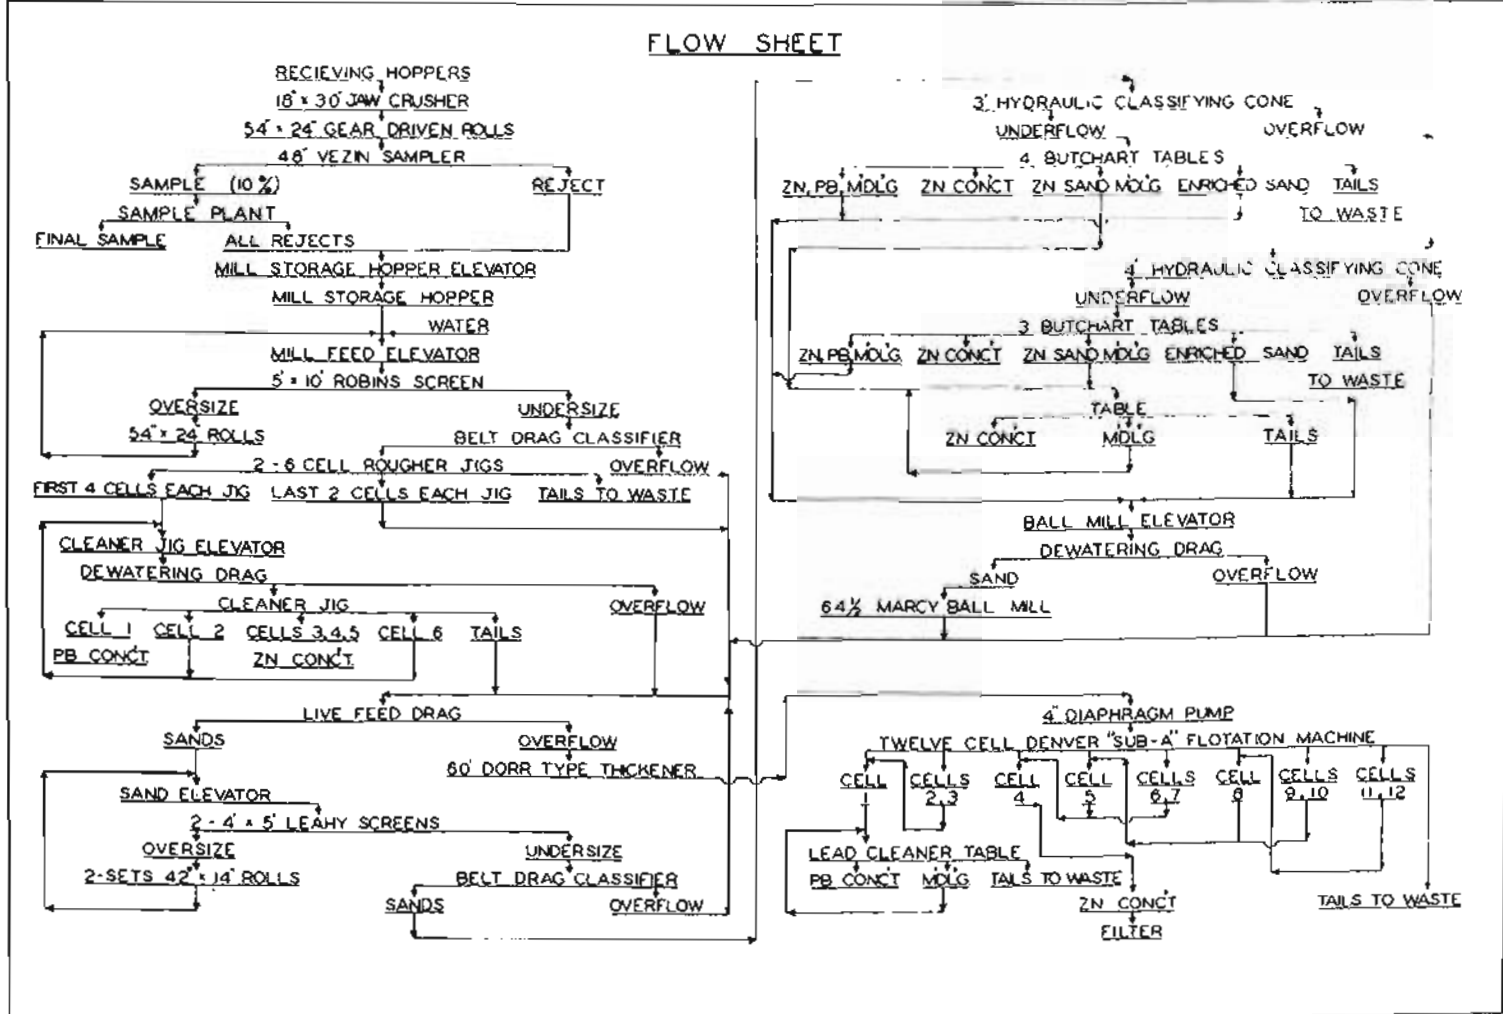 FLOW SHEET
RECIEVING HOPPERS
18" x 30" JAW CRUSHER
54" x 24" GEAR DRIVEN ROLLS
48" VEZIN SAMPLER
SAMPLE (10%) REJECT
SAMPLE PLANT
FINAL SAMPLE ALL REJECTS
MILL STORAGE HOPPER ELEVATOR
MILL STORAGE HOPPER
WATER
MILL FEED ELEVATOR
5' x 10' ROBINS SCREEN
OVERSIZE UNDERSIZE
54" x 24" ROLLS BELT DRAG CLASSIFIER
2 - 6 CELL ROUGHER JIGS OVERFLOW
FIRST 4 CELLS EACH JIG LAST 2 CELLS EACH JIG TAILS TO WASTE
CLEANER JIG ELEVATOR
DEWATERING DRAG
CLEANER JIG OVERFLOW
CELL 1 CELL 2 CELLS 3,4,5 CELL 6 TAILS
PB CONC'T. ZN CONC'T.
LIVE FEED DRAG
SANDS OVERFLOW
60' DORR TYPE THICKENER
SAND ELEVATOR
2 - 4' x 5' LEAHY SCREENS
OVERSIZE UNDERSIZE
2-SETS 42" x 14" ROLLS BELT DRAG CLASSIFIER
SANDS OVERFLOW
3' HYDRAULIC CLASSIFYING CONE
UNDERFLOW OVERFLOW
4 BUTCHART TABLES
ZN, PB, MDL'G ZN CONC'T ZN SAND MDL'G ENRICHED SAND TAILS
TO WASTE
4' HYDRAULIC CLASSIFYING CONE
UNDERFLOW OVERFLOW
3 BUTCHART TABLES
ZN, PB MDL'G ZN CONC'T ZN SAND MDL'G ENRICHED SAND TAILS
TO WASTE
TABLE
ZN CONC'T MDL'G TAILS
BALL MILL ELEVATOR
DEWATERING DRAG
SAND OVERFLOW
64½ MARCY BALL MILL
4" DIAPHRAGM PUMP
TWELVE CELL DENVER "SUB-A" FLOTATION MACHINE
CELL CELLS CELL CELL CELLS CELL CELLS CELLS
1 2,3 4 5 6,7 8 9,10 11,12
LEAD CLEANER TABLE
PB CONC'T MDL'G TAILS TO WASTE
ZN CONC'T TAILS TO WASTE
FILTER